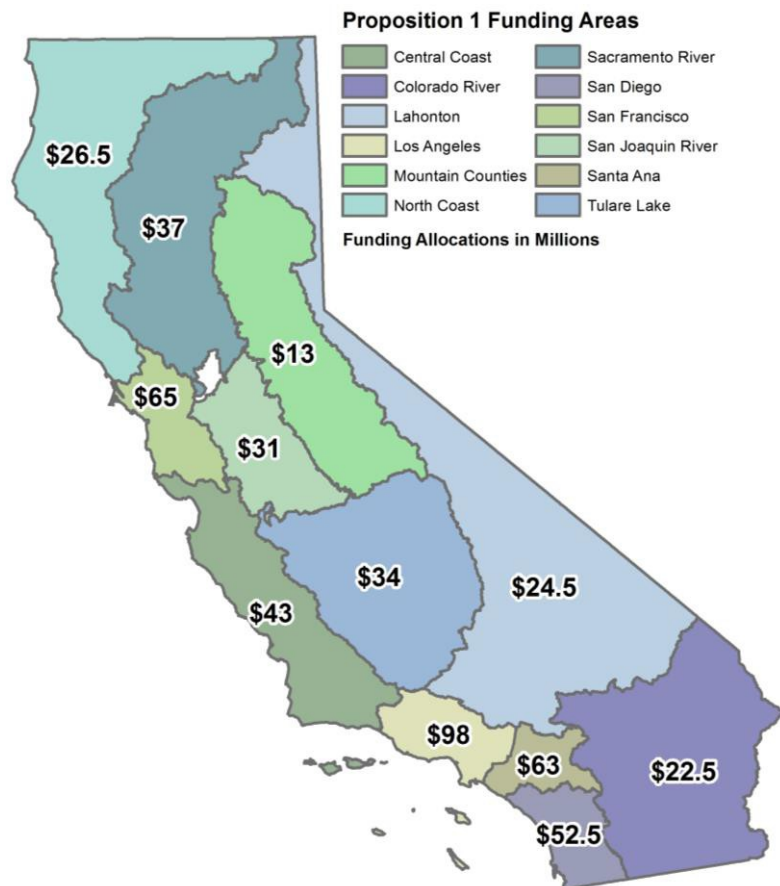 Proposition 1 Funding Areas
Central Coast
Colorado River
Lahonton
Los Angeles
Mountain Counties
North Coast
Sacramento River
San Diego
San Francisco
San Joaquin River
Santa Ana
Tulare Lake
Funding Allocations in Millions
$26.5
$37
$13
$65
$31
$34
$24.5
$43
$98
$63
$22.5
$52.5